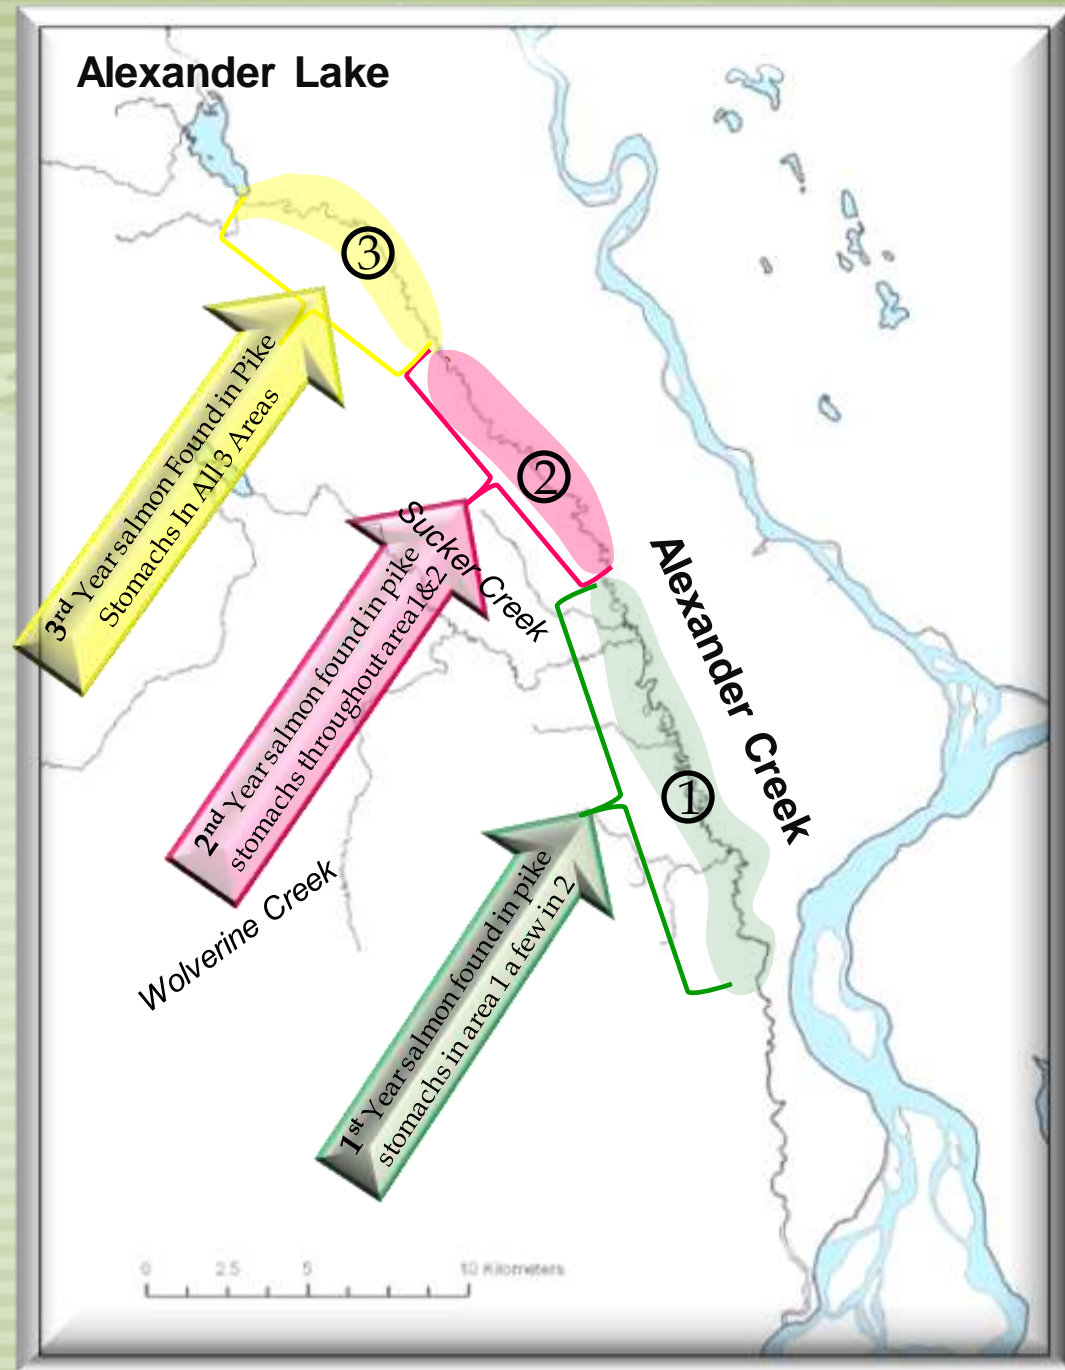 Alexander Lake
3
3rd Year salmon Found in Pike
Stomachs In All 3 Areas
2
Sucker Creek
2nd Year salmon found in pike
stomachs throughout area1&2
Alexander Creek
1
Wolverine Creek
1st Year salmon found in pike
stomachs in area 1 a few in 2
0 2.5 5 10 Kilometers